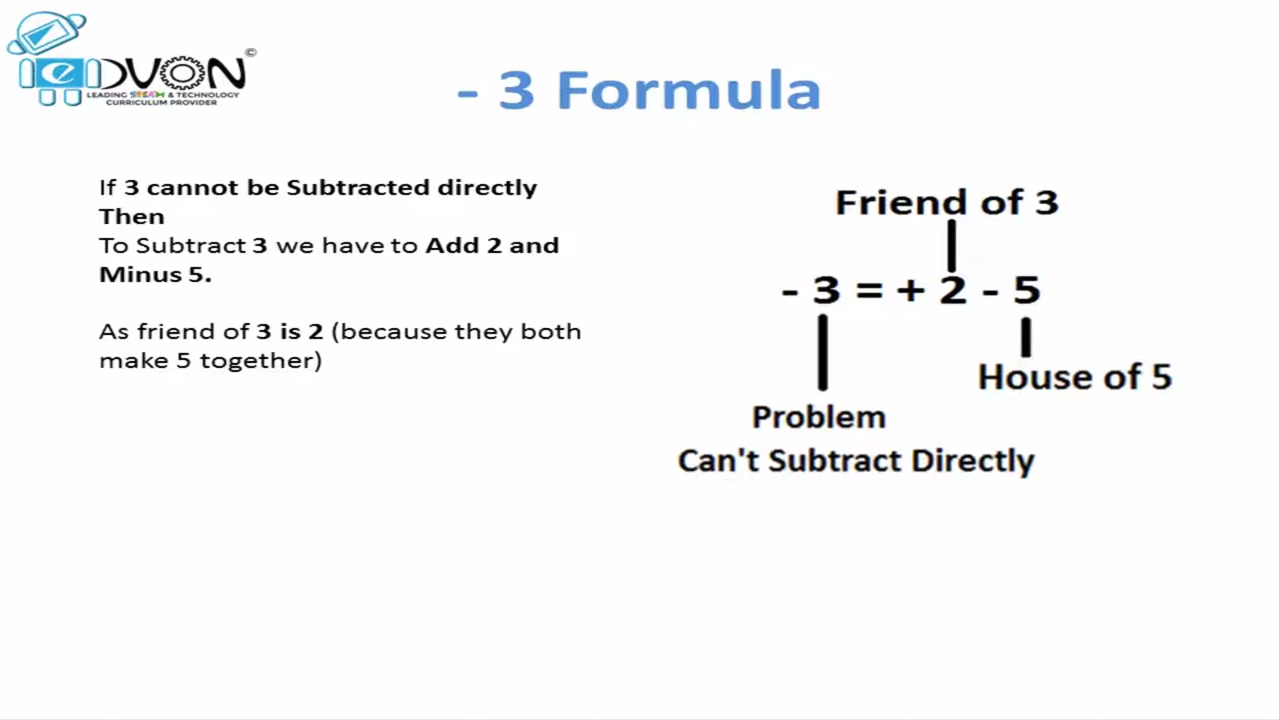 eDVON
©
LEADING STEAM & TECHNOLOGY
CURRICULUM PROVIDER
- 3 Formula
If 3 cannot be Subtracted directly
Then
To Subtract 3 we have to Add 2 and
Minus 5.
As friend of 3 is 2 (because they both
make 5 together)
Friend of 3
- 3 = + 2 - 5
House of 5
Problem
Can't Subtract Directly